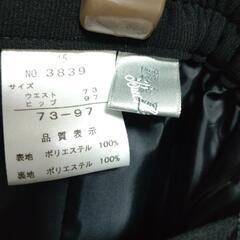 15
NO. 3839
サイズ
ウエスト 73
ヒップ 97
73-97
品質表示
表地 ポリエステル 100%
裏地 ポリエステル 100%